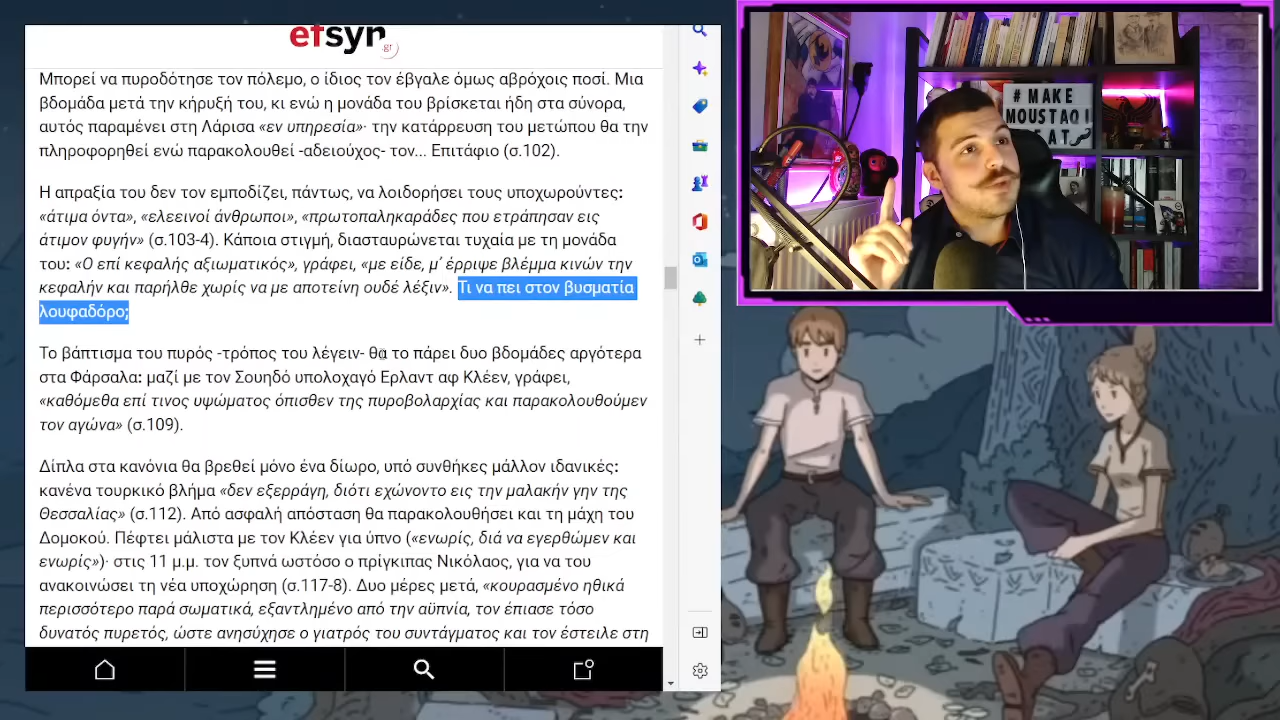 efsyn
.gr
Μπορεί να πυροδότησε τον πόλεμο, ο ίδιος τον έβγαλε όμως αβρόχοις ποσί. Μια
βδομάδα μετά την κήρυξή του, κι ενώ η μονάδα του βρίσκεται ήδη στα σύνορα,
αυτός παραμένει στη Λάρισα «εν υπηρεσία»· την κατάρρευση του μετώπου θα την
πληροφορηθεί ενώ παρακολουθεί -αδειούχος- τον... Επιτάφιο (σ.102).
Η απραξία του δεν τον εμποδίζει, πάντως, να λοιδορήσει τους υποχωρούντες:
«άτιμα όντα», «ελεεινοί άνθρωποι», «πρωτοπαληκαράδες που ετράπησαν εις
άτιμον φυγήν» (σ.103-4). Κάποια στιγμή, διασταυρώνεται τυχαία με τη μονάδα
του: «Ο επί κεφαλής αξιωματικός», γράφει, «με είδε, μ’ έρριψε βλέμμα κινών την
κεφαλήν και παρήλθε χωρίς να με αποτείνη ουδέ λέξιν». Τι να πει στον βυσματία
λουφαδόρο;
Το βάπτισμα του πυρός -τρόπος του λέγειν- θα το πάρει δυο βδομάδες αργότερα
στα Φάρσαλα: μαζί με τον Σουηδό υπολοχαγό Ερλαντ αφ Κλέεν, γράφει,
«καθόμεθα επί τινος υψώματος όπισθεν της πυροβολαρχίας και παρακολουθούμεν
τον αγώνα» (σ.109).
Δίπλα στα κανόνια θα βρεθεί μόνο ένα δίωρο, υπό συνθήκες μάλλον ιδανικές:
κανένα τουρκικό βλήμα «δεν εξερράγη, διότι εχώνοντο εις την μαλακήν γην της
Θεσσαλίας» (σ.112). Από ασφαλή απόσταση θα παρακολουθήσει και τη μάχη του
Δομοκού. Πέφτει μάλιστα με τον Κλέεν για ύπνο («ενωρίς, διά να εγερθώμεν και
ενωρίς»)· στις 11 μ.μ. τον ξυπνά ωστόσο ο πρίγκιπας Νικόλαος, για να του
ανακοινώσει τη νέα υποχώρηση (σ.117-8). Δυο μέρες μετά, «κουρασμένο ηθικά
περισσότερο παρά σωματικά, εξαντλημένο από την αϋπνία, τον έπιασε τόσο
δυνατός πυρετός, ώστε ανησύχησε ο γιατρός του συντάγματος και τον έστειλε στη
# MAKE
MOUSTAQI